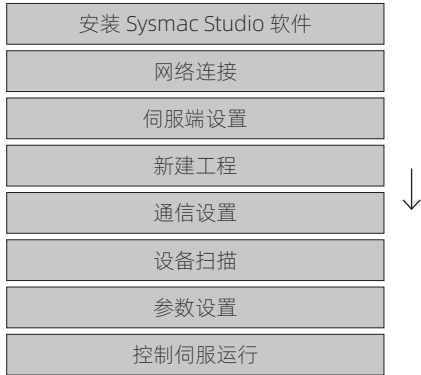 安装 Sysmac Studio 软件
网络连接
伺服端设置
新建工程
通信设置
设备扫描
参数设置
控制伺服运行